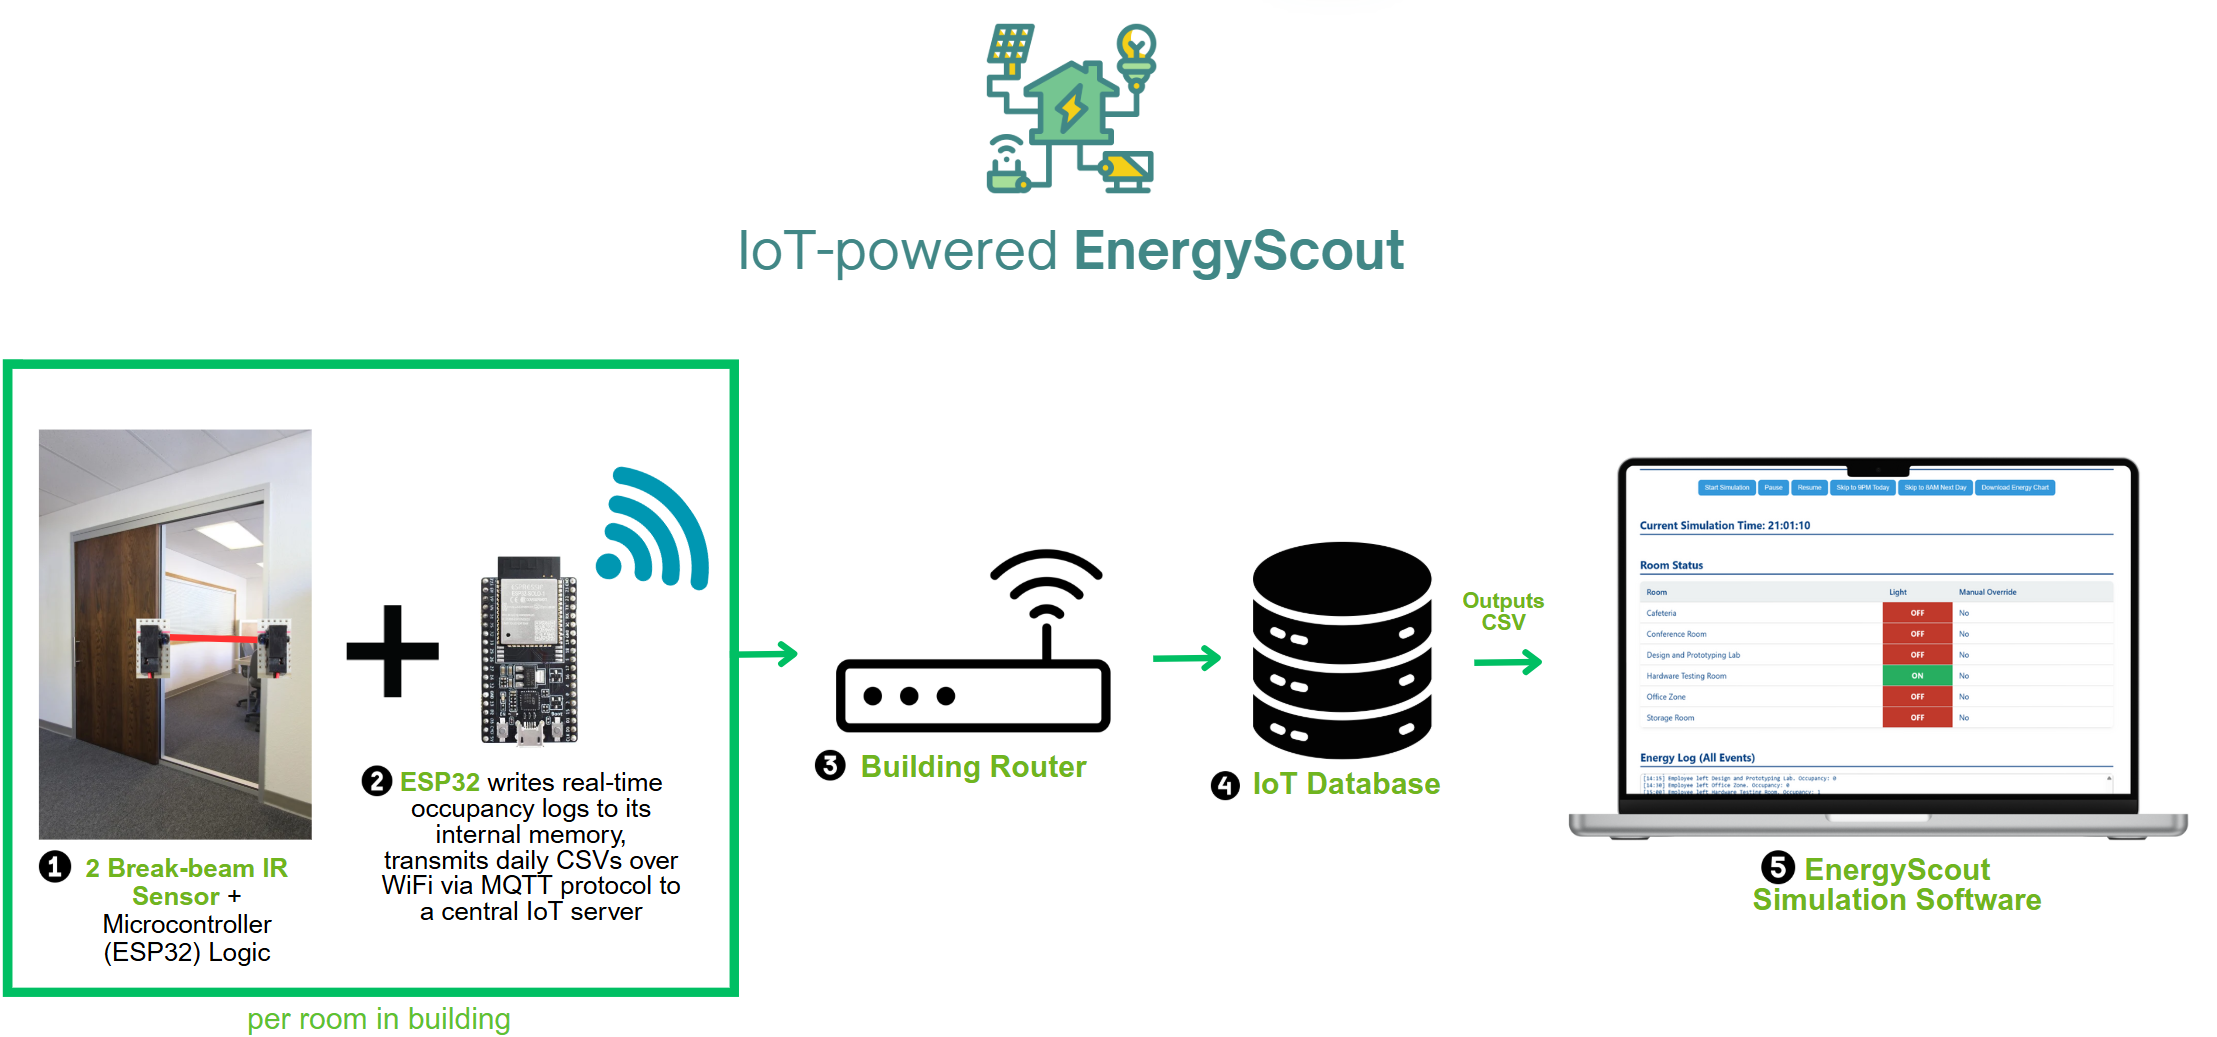 IoT-powered EnergyScout
1 2 Break-beam IR
Sensor +
Microcontroller
(ESP32) Logic
2 ESP32 writes real-time
occupancy logs to its
internal memory,
transmits daily CSVs over
WiFi via MQTT protocol to
a central IoT server
per room in building
3 Building Router
4 IoT Database
Outputs
CSV
Start Simulation Pause Resume Skip to 9PM Today Skip to 8AM Next Day Download Energy Chart
Current Simulation Time: 21:01:10
Room Status
Room Light Manual Override
Cafeteria OFF No
Conference Room OFF No
Design and Prototyping Lab OFF No
Hardware Testing Room ON No
Office Zone OFF No
Storage Room OFF No
Energy Log (All Events)
[14:15] Employee left Design and Prototyping Lab. Occupancy: 0
[14:30] Employee left Office Zone. Occupancy: 0
[15:00] Employee left Hardware Testing Room. Occupancy: 1
5 EnergyScout
Simulation Software